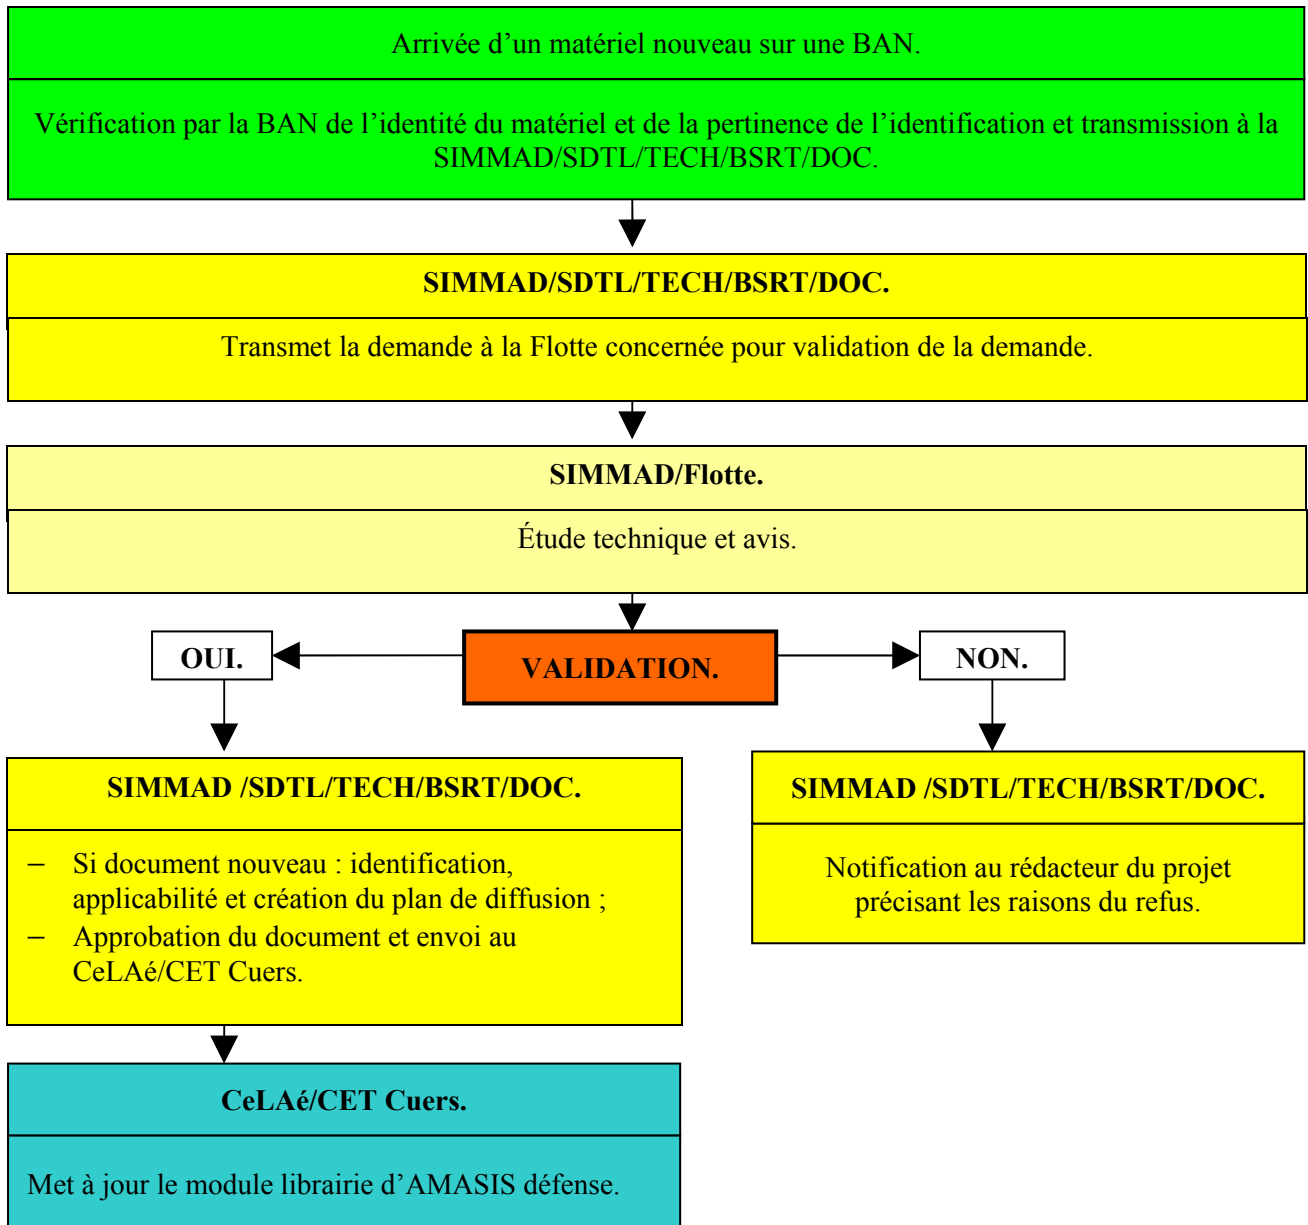 Arrivée d’un matériel nouveau sur une BAN.
Vérification par la BAN de l’identité du matériel et de la pertinence de l’identification et transmission à la
SIMMAD/SDTL/TECH/BSRT/DOC.
SIMMAD/SDTL/TECH/BSRT/DOC.
Transmet la demande à la Flotte concernée pour validation de la demande.
SIMMAD/Flotte.
Étude technique et avis.
OUI.
VALIDATION.
NON.
SIMMAD /SDTL/TECH/BSRT/DOC.
– Si document nouveau : identification,
applicabilité et création du plan de diffusion ;
– Approbation du document et envoi au
CeLAé/CET Cuers.
SIMMAD /SDTL/TECH/BSRT/DOC.
Notification au rédacteur du projet
précisant les raisons du refus.
CeLAé/CET Cuers.
Met à jour le module librairie d’AMASIS défense.